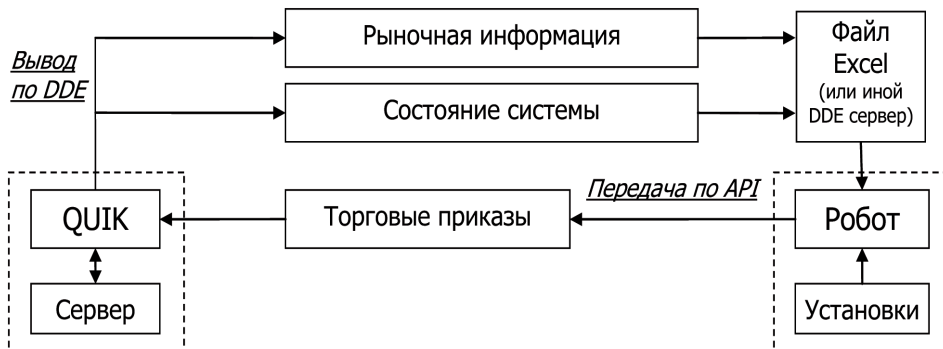 Рыночная информация
Файл
Excel
(или иной
DDE сервер)
Вывод
по DDE
Состояние системы
Передача по API
QUIK
Торговые приказы
Робот
Сервер
Установки